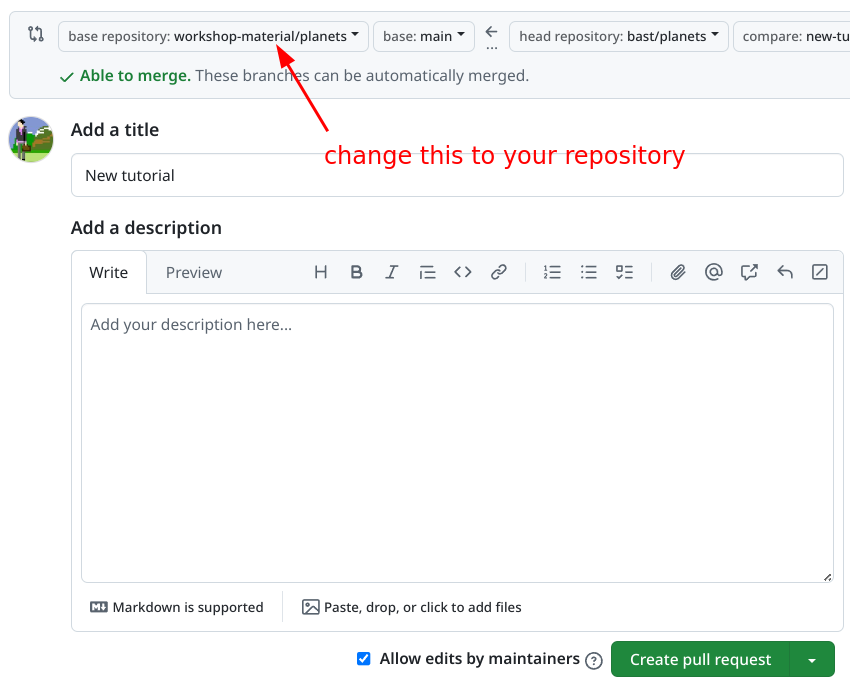 base repository: workshop-material/planets base: main ... head repository: bast/planets compare: new-tu
Able to merge. These branches can be automatically merged.
Add a title
change this to your repository
New tutorial
Add a description
Write Preview
Add your description here...
Markdown is supported Paste, drop, or click to add files
Allow edits by maintainers ? Create pull request